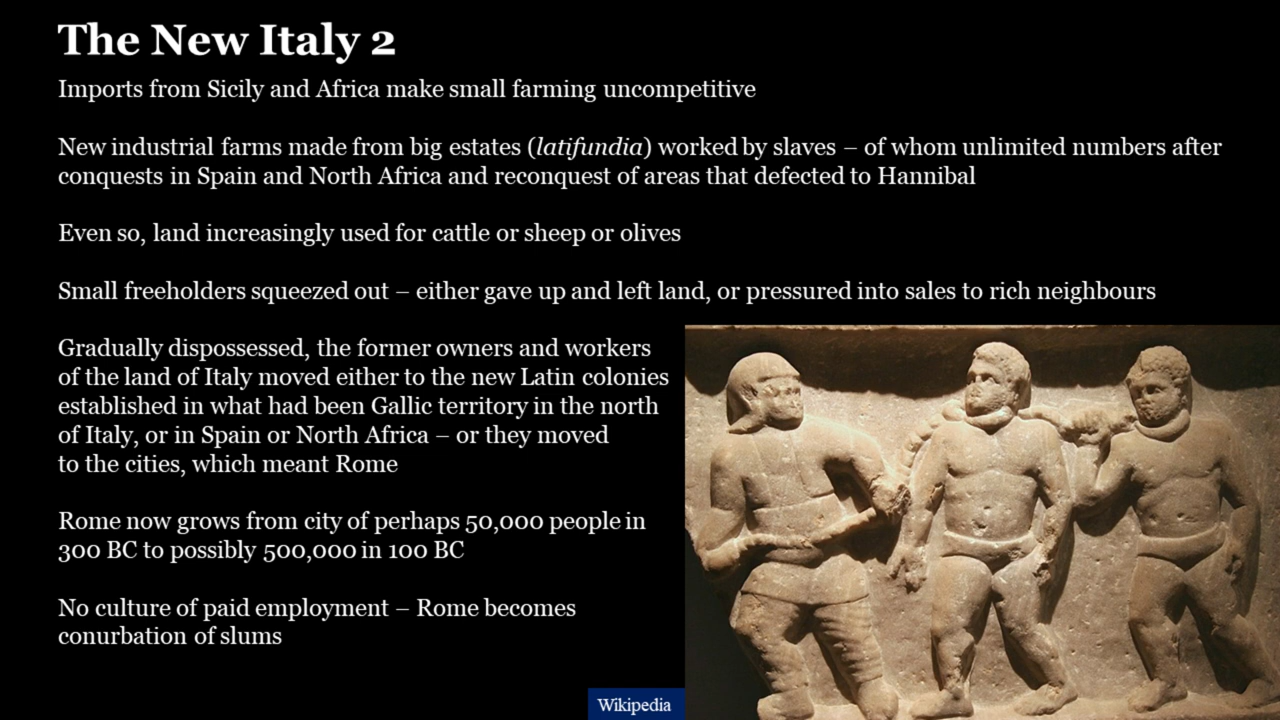 The New Italy 2
Imports from Sicily and Africa make small farming uncompetitive
New industrial farms made from big estates (latifundia) worked by slaves – of whom unlimited numbers after
conquests in Spain and North Africa and reconquest of areas that defected to Hannibal
Even so, land increasingly used for cattle or sheep or olives
Small freeholders squeezed out – either gave up and left land, or pressured into sales to rich neighbours
Gradually dispossessed, the former owners and workers
of the land of Italy moved either to the new Latin colonies
established in what had been Gallic territory in the north
of Italy, or in Spain or North Africa – or they moved
to the cities, which meant Rome
Rome now grows from city of perhaps 50,000 people in
300 BC to possibly 500,000 in 100 BC
No culture of paid employment – Rome becomes
conurbation of slums
Wikipedia